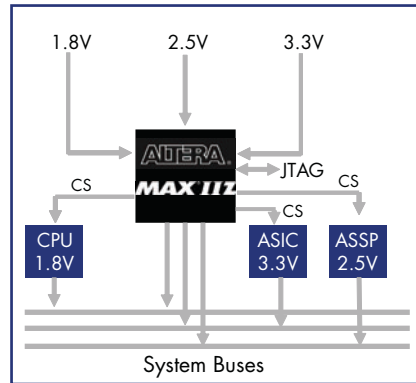 1.8V 2.5V 3.3V
ALTERA®
MAX IIZ
JTAG
CS CS
CS
CPU ASIC ASSP
1.8V 3.3V 2.5V
System Buses